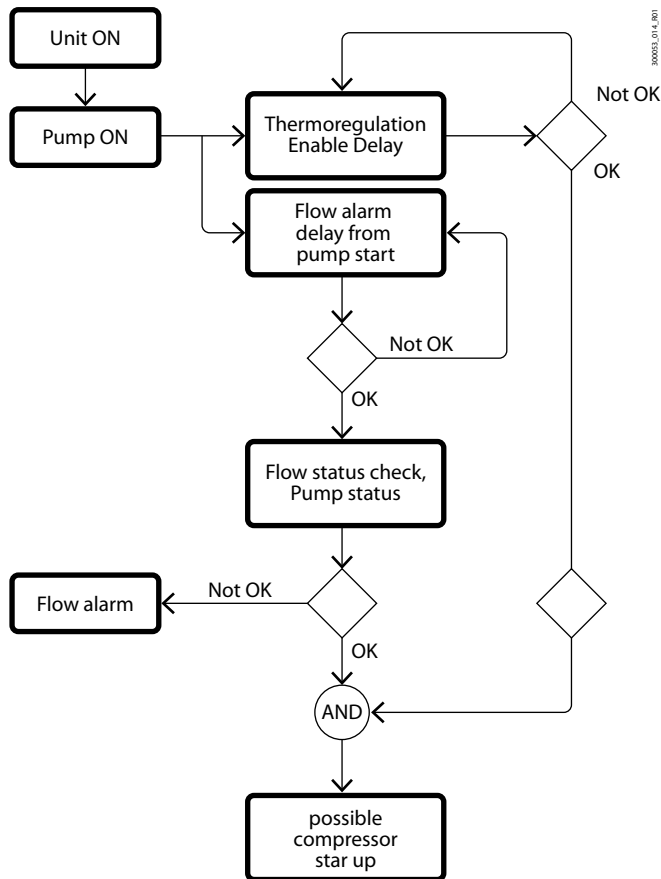 300053_014_R01
Unit ON
Pump ON
Thermoregulation
Enable Delay
Not OK
OK
Flow alarm
delay from
pump start
Not OK
OK
Flow status check,
Pump status
Flow alarm
Not OK
OK
AND
possible
compressor
star up